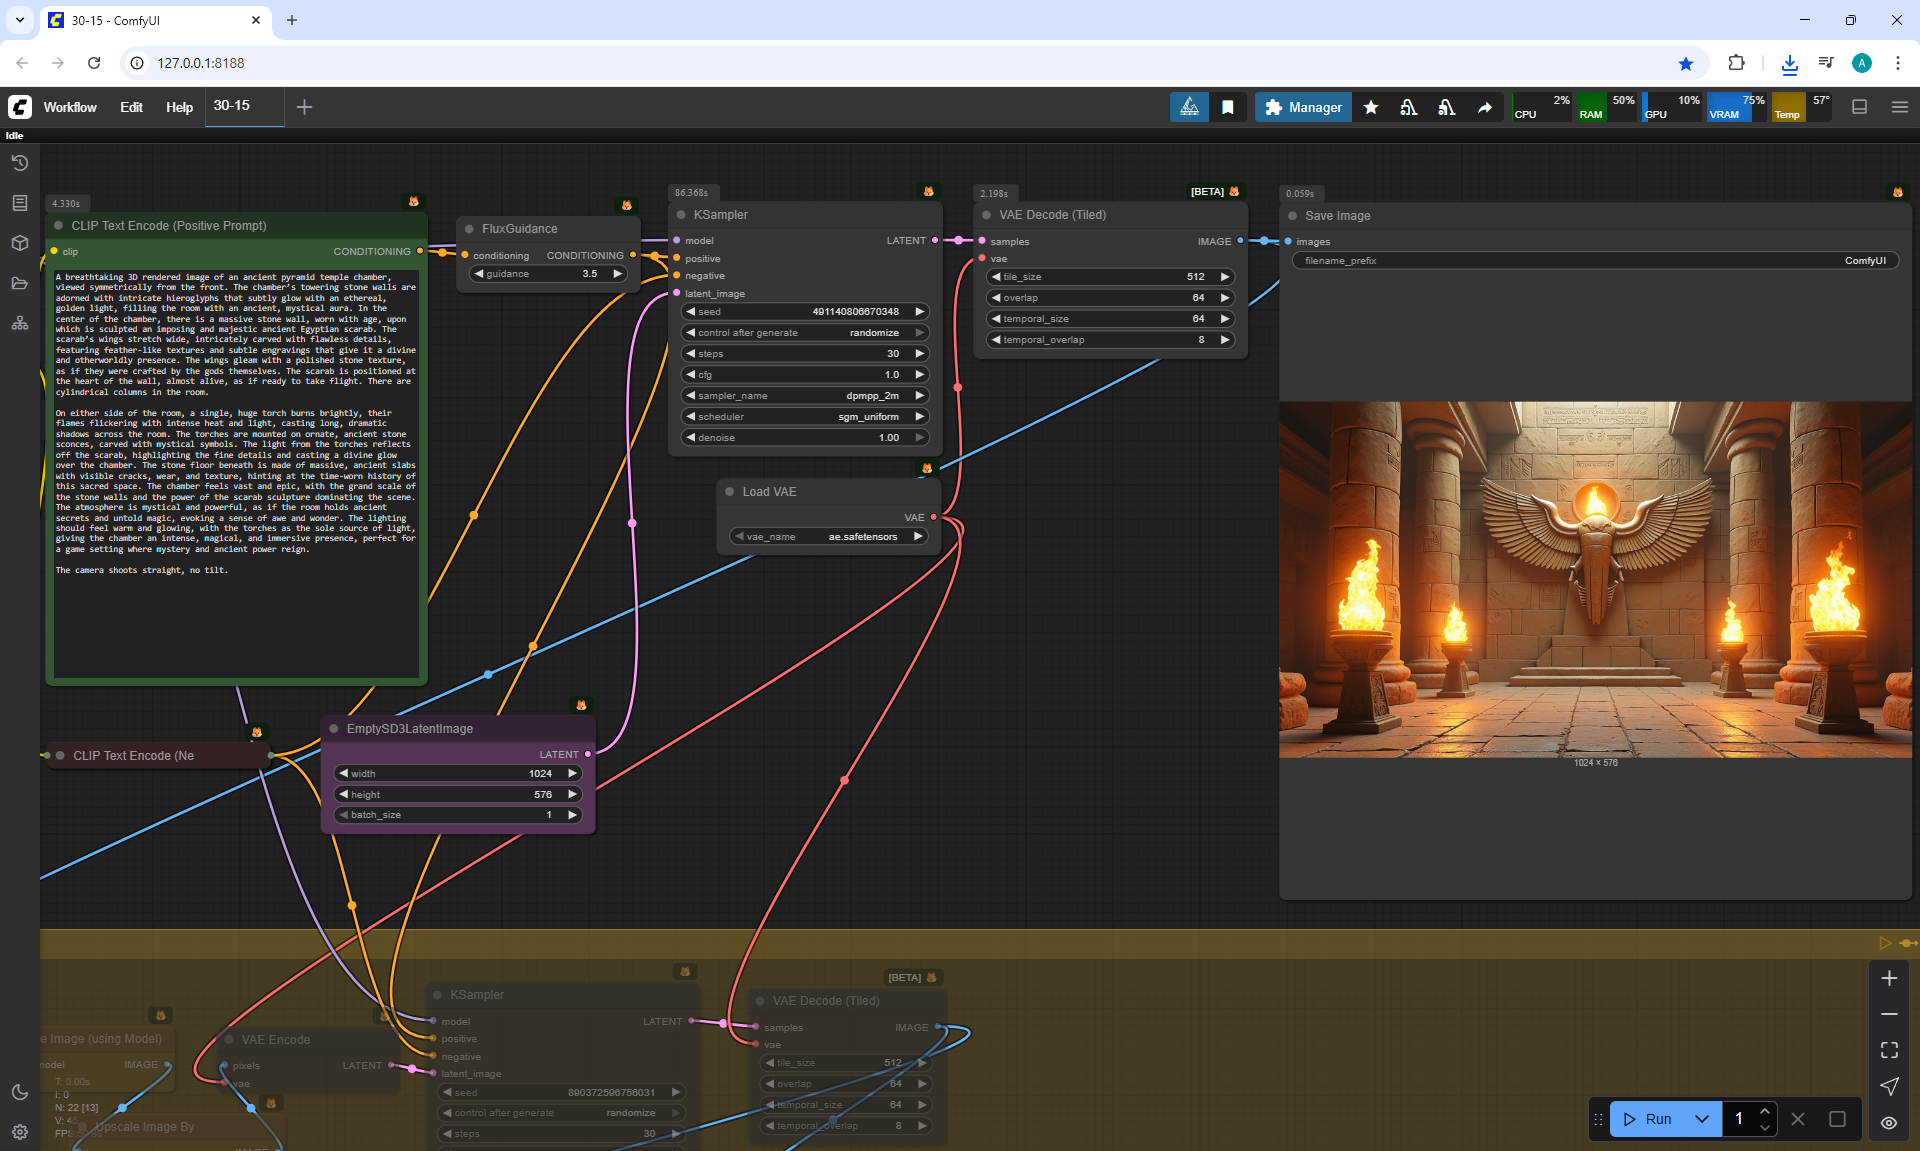 30-15 - ComfyUI
127.0.0.1:8188
A
Workflow
Edit
Help
30-15
Manager
CPU 2%
RAM 50%
GPU 10%
VRAM 75%
Temp 57°
Idle
4.330s
CLIP Text Encode (Positive Prompt)
clip
CONDITIONING
A breathtaking 3D rendered image of an ancient pyramid temple chamber,
viewed symmetrically from the front. The chamber's towering stone walls are
adorned with intricate hieroglyphs that subtly glow with an ethereal,
golden light, filling the room with an ancient, mystical aura. In the
center of the chamber, there is a massive stone wall, worn with age, upon
which is sculpted an imposing and majestic ancient Egyptian scarab. The
scarab's wings stretch wide, intricately carved with flawless details,
featuring feather-like textures and subtle engravings that give it a divine
and otherworldly presence. The wings gleam with a polished stone texture,
as if they were crafted by the gods themselves. The scarab is positioned at
the heart of the wall, almost alive, as if ready to take flight. There are
cylindrical columns in the room.
On either side of the room, a single, huge torch burns brightly, their
flames flickering with intense heat and light, casting long, dramatic
shadows across the room. The torches are mounted on ornate, ancient stone
sconces, carved with mystical symbols. The light from the torches reflects
off the scarab, highlighting the fine details and casting a divine glow
over the chamber. The stone floor beneath is made of massive, ancient slabs
with visible cracks, wear, and texture, hinting at the time-worn history of
this sacred space. The chamber feels vast and epic, with the grand scale of
the stone walls and the power of the scarab sculpture dominating the scene.
The atmosphere is mystical and powerful, as if the room holds ancient
secrets and untold magic, evoking a sense of awe and wonder. The lighting
should feel warm and glowing, with the torches as the sole source of light,
giving the chamber an intense, magical, and immersive presence, perfect for
a game setting where mystery and ancient power reign.
The camera shoots straight, no tilt.
FluxGuidance
conditioning
CONDITIONING
guidance 3.5
86.368s
KSampler
model
LATENT
positive
negative
latent_image
seed 491140806670348
control after generate randomize
steps 30
cfg 1.0
sampler_name dpmpp_2m
scheduler sgm_uniform
denoise 1.00
2.198s
[BETA]
VAE Decode (Tiled)
samples
IMAGE
vae
tile_size 512
overlap 64
temporal_size 64
temporal_overlap 8
0.059s
Save Image
images
filename_prefix ComfyUI
1024 × 576
Load VAE
VAE
vae_name ae.safetensors
CLIP Text Encode (Ne
EmptySD3LatentImage
LATENT
width 1024
height 576
batch_size 1
KSampler
model
LATENT
positive
negative
latent_image
seed 890372596756031
control after generate randomize
steps 30
[BETA]
VAE Decode (Tiled)
samples
IMAGE
vae
tile_size 512
overlap 64
temporal_size 64
temporal_overlap 8
e Image (using Model)
IMAGE
VAE Encode
pixels
LATENT
vae
T: 0.00s
I: 0
N: 22 [13]
Upscale Image By
Run
1